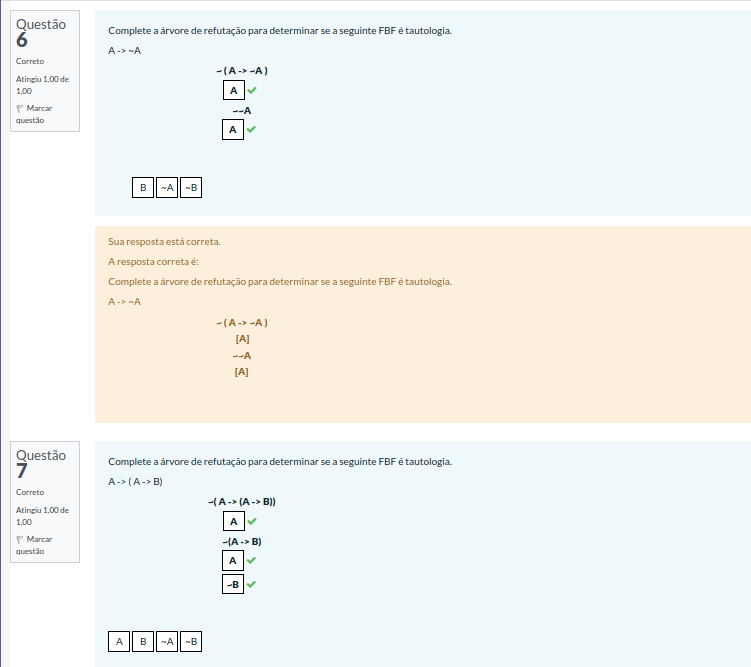 Questão
6
Correto
Atingiu 1,00 de
1,00
Marcar
questão
Complete a árvore de refutação para determinar se a seguinte FBF é tautologia.
A -> ~A
~ ( A -> ~A )
A
~~A
A
B ~A ~B
Sua resposta está correta.
A resposta correta é:
Complete a árvore de refutação para determinar se a seguinte FBF é tautologia.
A -> ~A
~ ( A -> ~A )
[A]
~~A
[A]
Questão
7
Correto
Atingiu 1,00 de
1,00
Marcar
questão
Complete a árvore de refutação para determinar se a seguinte FBF é tautologia.
A -> ( A -> B)
~( A -> (A -> B))
A
~(A -> B)
A
~B
A B ~A ~B